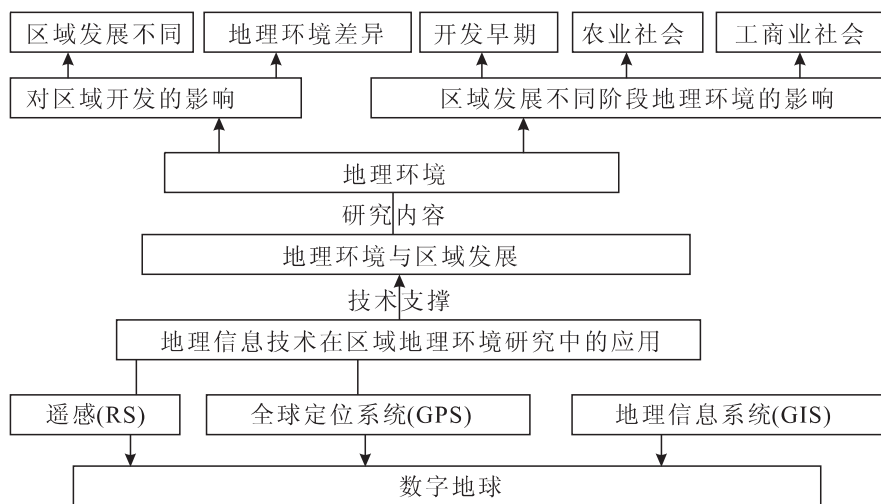 区域发展不同
地理环境差异
开发早期
农业社会
工商业社会
对区域开发的影响
区域发展不同阶段地理环境的影响
地理环境
研究内容
地理环境与区域发展
技术支撑
地理信息技术在区域地理环境研究中的应用
遥感(RS)
全球定位系统(GPS)
地理信息系统(GIS)
数字地球